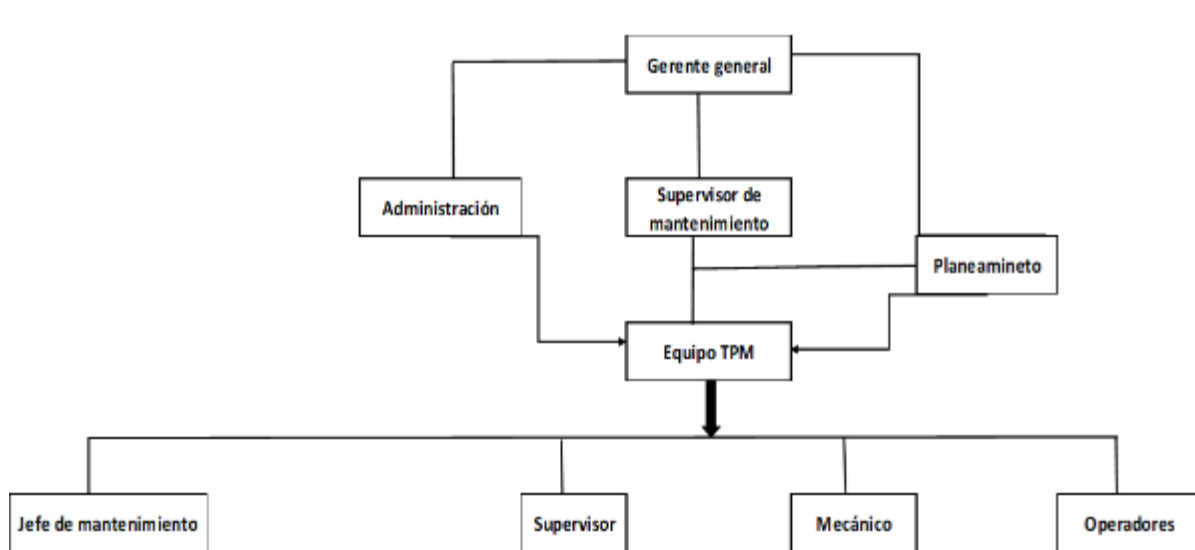 Gerente general
Administración
Supervisor de
mantenimiento
Planeamineto
Equipo TPM
Jefe de mantenimiento
Supervisor
Mecánico
Operadores